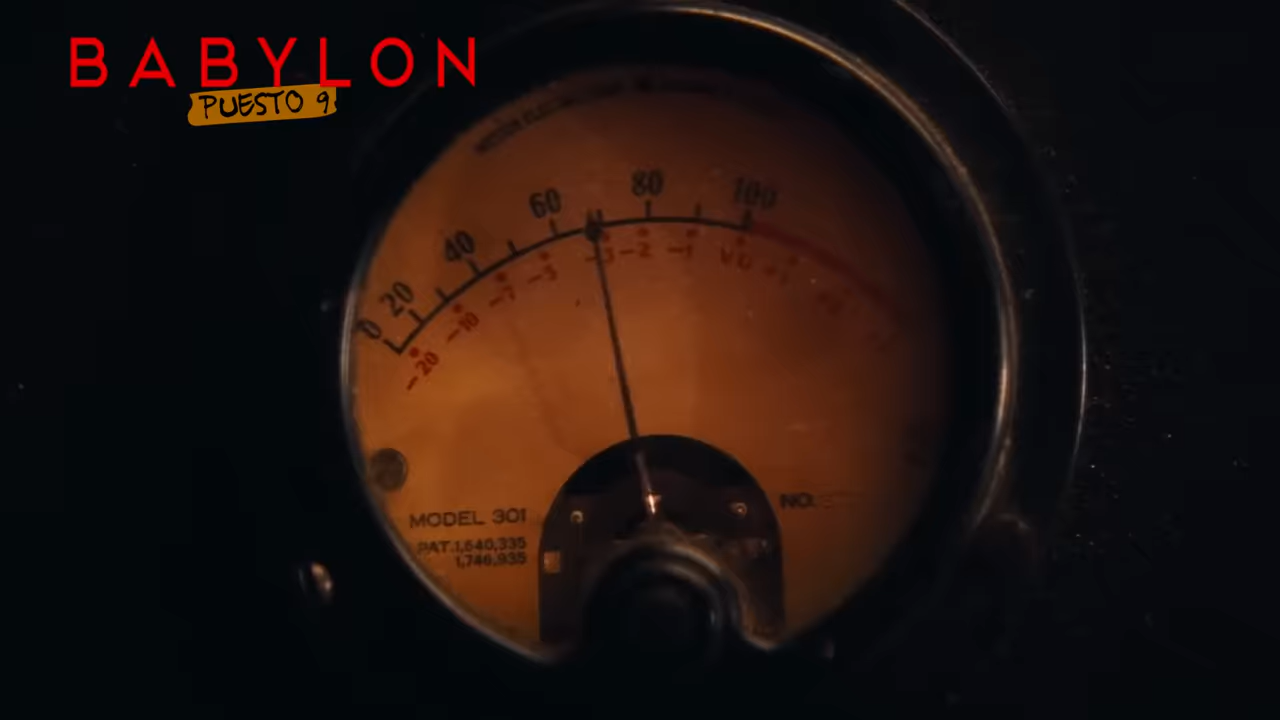 BABYLON
PUESTO 9
0 20 40 60 80 100
-20 -10 -7 -5 -3 -2 -1 VU +1
MODEL 301
NO.
PAT.1,640,335
1,746,935